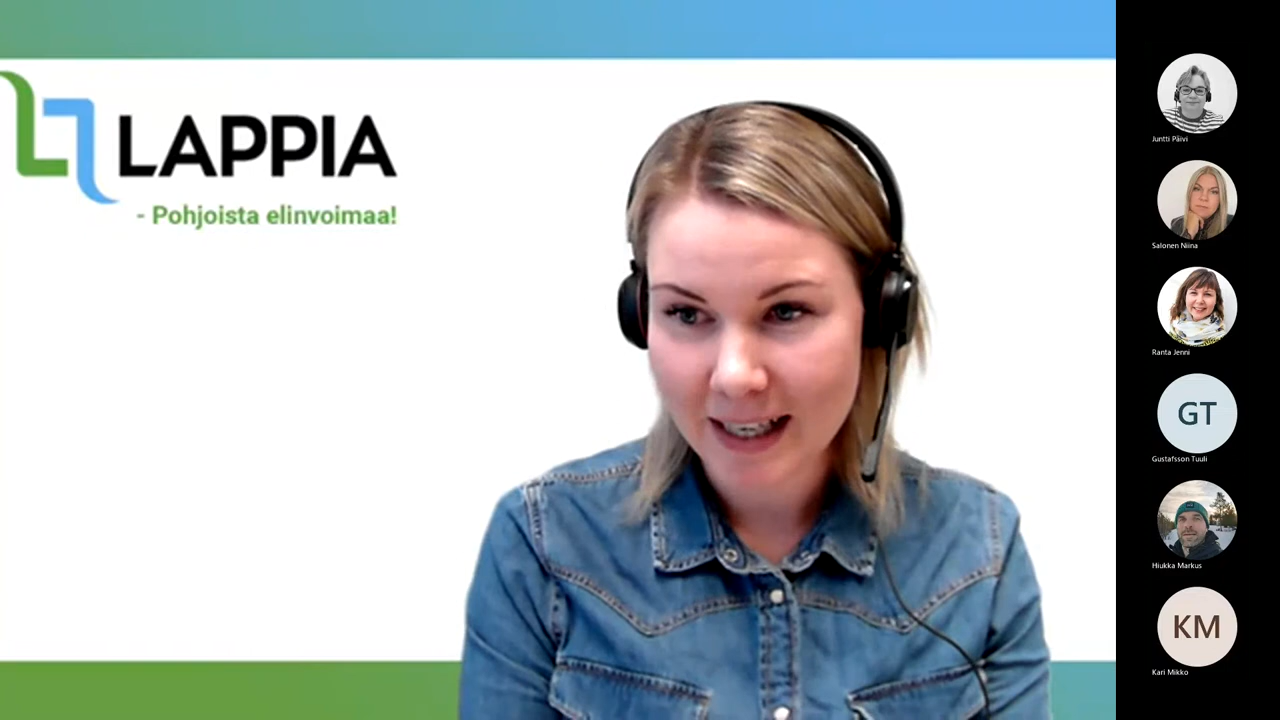 LAPPIA
- Pohjoista elinvoimaa!
Juntti Päivi
Salonen Niina
Ranta Jenni
GT
Gustafsson Tuuli
Hiukka Markus
KM
Kari Mikko